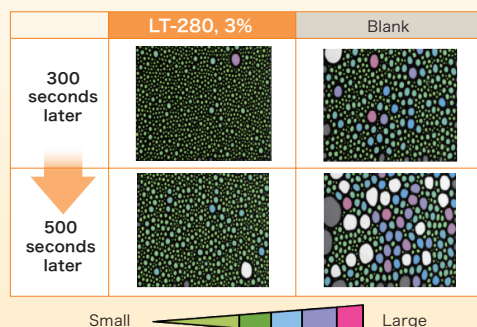 LT-280, 3%
Blank
300
seconds
later
500
seconds
later
Small
Large